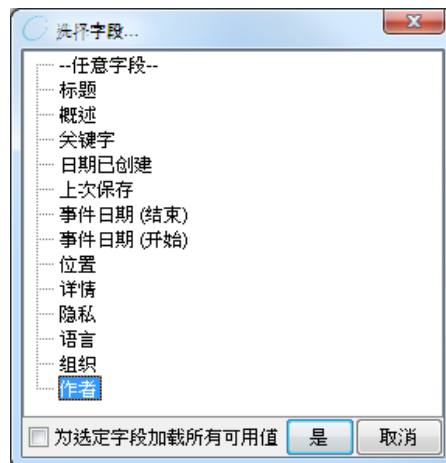 选择字段...
--任意字段--
标题
概述
关键字
日期已创建
上次保存
事件日期 (结束)
事件日期 (开始)
位置
详情
隐私
语言
组织
作者
为选定字段加载所有可用值
是
取消